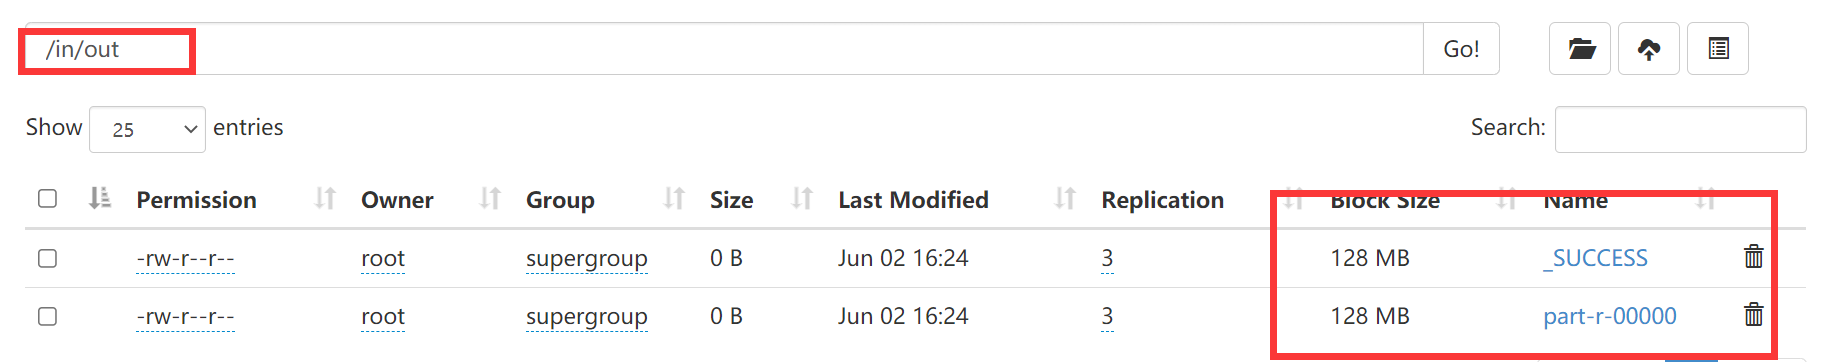 /in/out Go!
Show 25 entries Search:
Permission Owner Group Size Last Modified Replication Block Size Name
-rw-r--r-- root supergroup 0 B Jun 02 16:24 3 128 MB _SUCCESS
-rw-r--r-- root supergroup 0 B Jun 02 16:24 3 128 MB part-r-00000